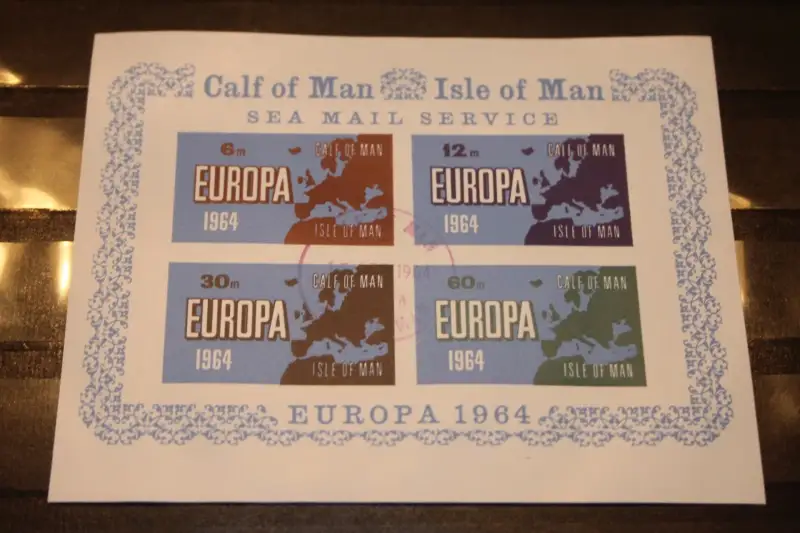 Calf of Man Isle of Man
SEA MAIL SERVICE
6m CALF OF MAN
EUROPA
1964
ISLE OF MAN
12m CALF OF MAN
EUROPA
1964
ISLE OF MAN
30m CALF OF MAN
EUROPA
1964
ISLE OF MAN
60m CALF OF MAN
EUROPA
1964
ISLE OF MAN
MAN
1964
EUROPA 1964